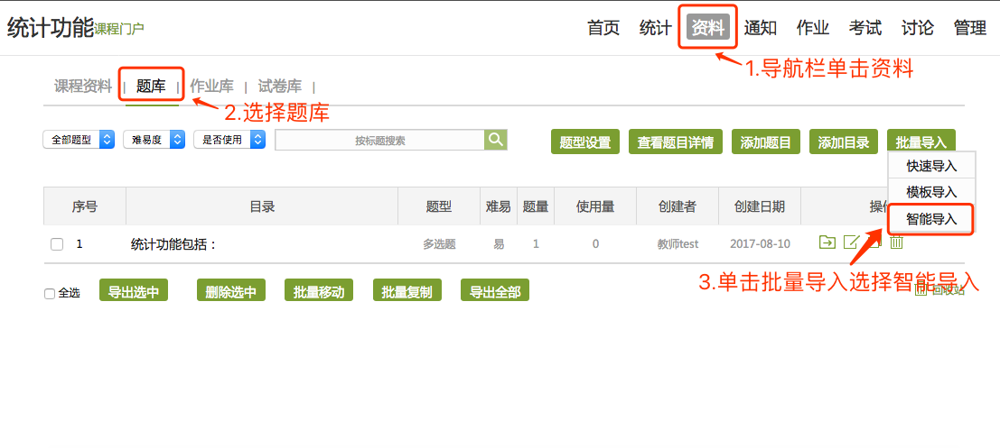 统计功能课程门户 首页 统计 资料 通知 作业 考试 讨论 管理
1.导航栏单击资料
课程资料 | 题库 | 作业库 | 试卷库 |
2.选择题库
全部题型 难易度 是否使用 按标题搜索 题型设置 查看题目详情 添加题目 添加目录 批量导入
快速导入
模板导入
智能导入
序号 目录 题型 难易 题量 使用量 创建者 创建日期
1 统计功能包括： 多选题 易 1 0 教师test 2017-08-10
3.单击批量导入选择智能导入
全选 导出选中 删除选中 批量移动 批量复制 导出全部 回收站